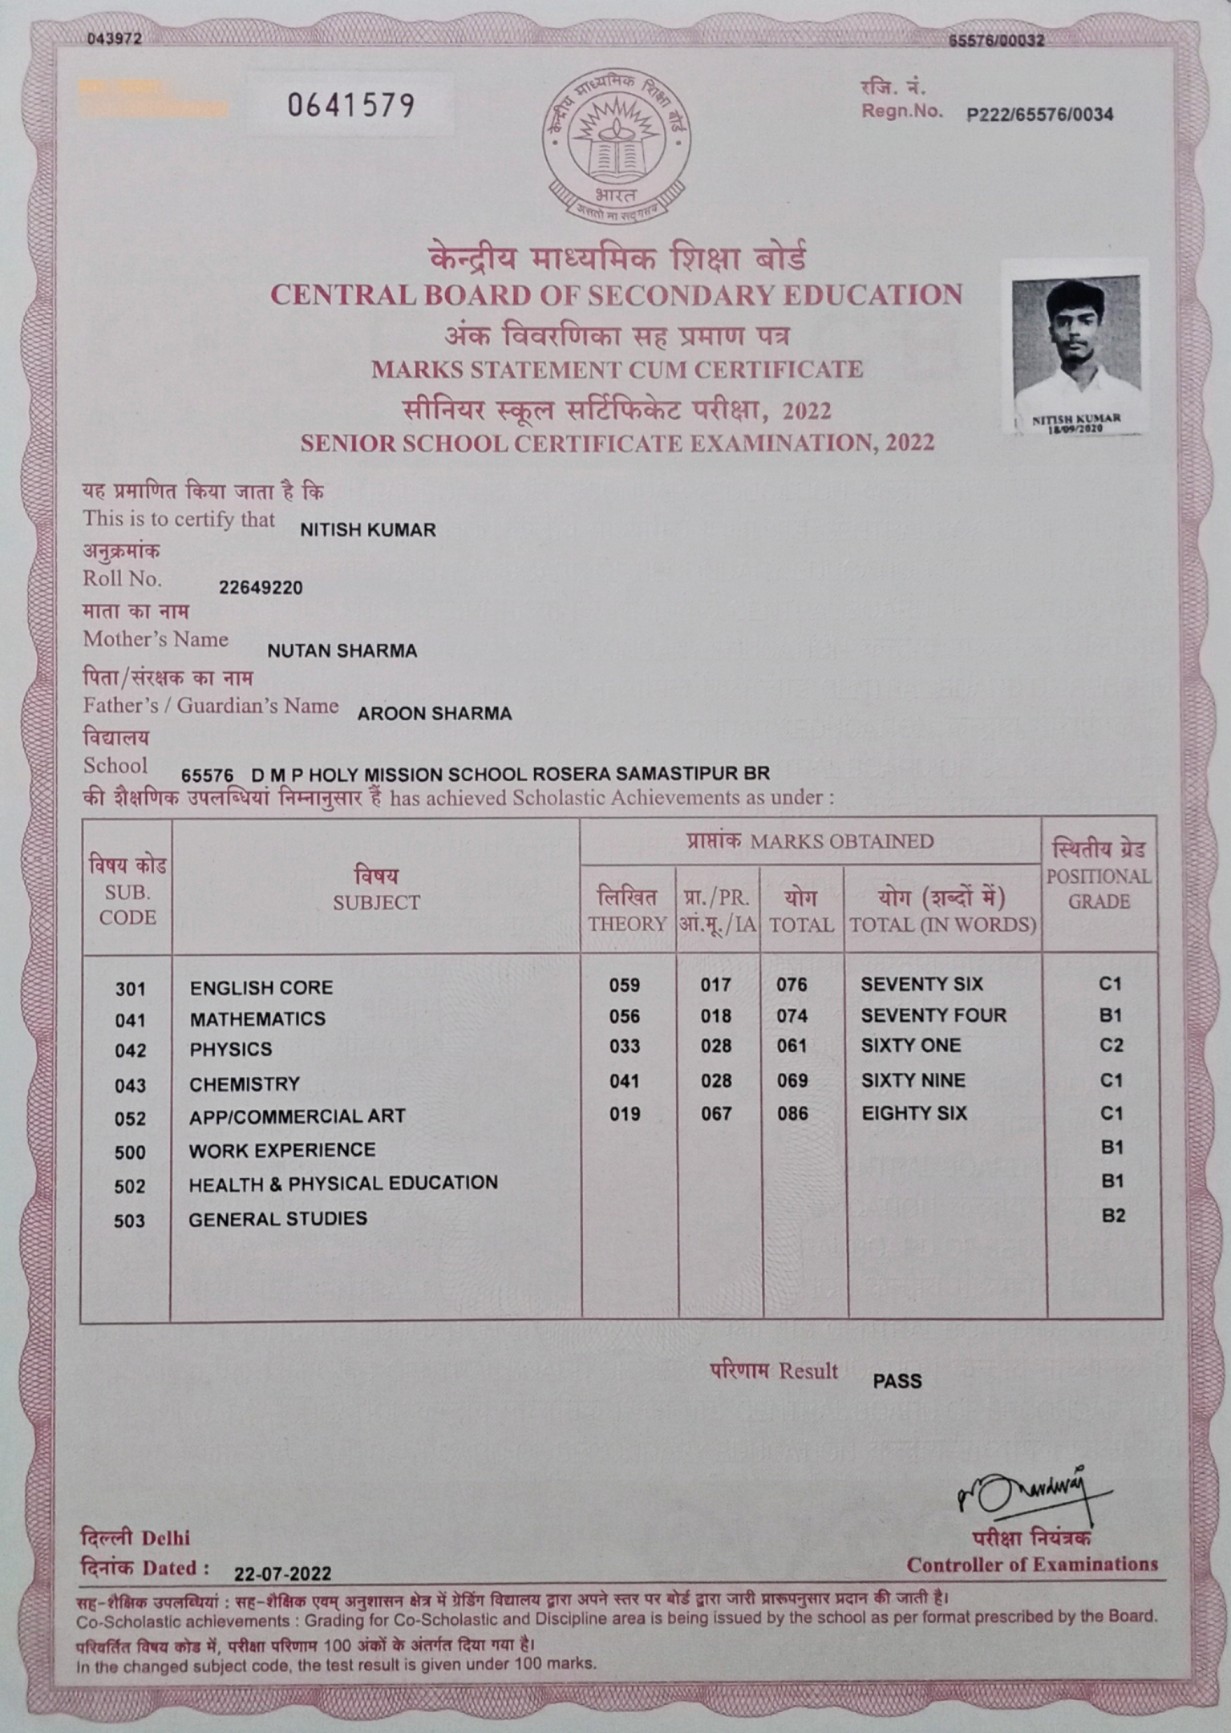 043972
65576/00032
0641579
रजि. नं.
Regn.No. P222/65576/0034
केन्द्रीय माध्यमिक शिक्षा बोर्ड
भारत
असतो मा सद्गमय
केन्द्रीय माध्यमिक शिक्षा बोर्ड
CENTRAL BOARD OF SECONDARY EDUCATION
अंक विवरणिका सह प्रमाण पत्र
MARKS STATEMENT CUM CERTIFICATE
सीनियर स्कूल सर्टिफिकेट परीक्षा, 2022
SENIOR SCHOOL CERTIFICATE EXAMINATION, 2022
NITISH KUMAR
18/09/2020
यह प्रमाणित किया जाता है कि
This is to certify that NITISH KUMAR
अनुक्रमांक
Roll No. 22649220
माता का नाम
Mother's Name NUTAN SHARMA
पिता/संरक्षक का नाम
Father's / Guardian's Name AROON SHARMA
विद्यालय
School 65576 D M P HOLY MISSION SCHOOL ROSERA SAMASTIPUR BR
की शैक्षणिक उपलब्धियां निम्नानुसार हैं has achieved Scholastic Achievements as under :
विषय कोड SUB. CODE विषय SUBJECT प्राप्तांक MARKS OBTAINED स्थितीय ग्रेड POSITIONAL GRADE
लिखित THEORY प्रा./PR. आं.मू./IA योग TOTAL योग (शब्दों में) TOTAL (IN WORDS)
301 ENGLISH CORE 059 017 076 SEVENTY SIX C1
041 MATHEMATICS 056 018 074 SEVENTY FOUR B1
042 PHYSICS 033 028 061 SIXTY ONE C2
043 CHEMISTRY 041 028 069 SIXTY NINE C1
052 APP/COMMERCIAL ART 019 067 086 EIGHTY SIX C1
500 WORK EXPERIENCE B1
502 HEALTH & PHYSICAL EDUCATION B1
503 GENERAL STUDIES B2
परिणाम Result PASS
दिल्ली Delhi
दिनांक Dated : 22-07-2022
परीक्षा नियंत्रक
Controller of Examinations
सह-शैक्षिक उपलब्धियां : सह-शैक्षिक एवम् अनुशासन क्षेत्र में ग्रेडिंग विद्यालय द्वारा अपने स्तर पर बोर्ड द्वारा जारी प्रारूपनुसार प्रदान की जाती है।
Co-Scholastic achievements : Grading for Co-Scholastic and Discipline area is being issued by the school as per format prescribed by the Board.
परिवर्तित विषय कोड में, परीक्षा परिणाम 100 अंकों के अंतर्गत दिया गया है।
In the changed subject code, the test result is given under 100 marks.